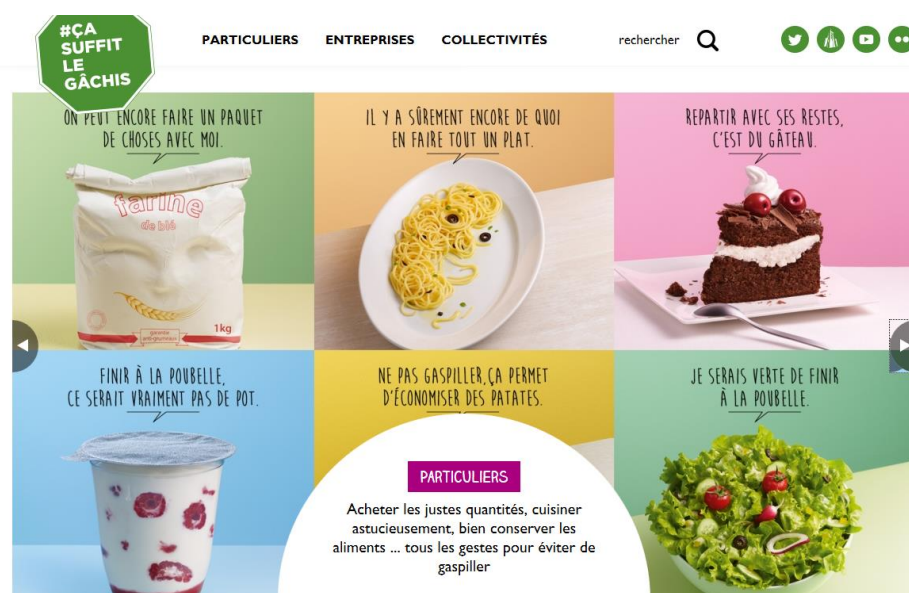 #ÇA
SUFFIT
LE
GÂCHIS
PARTICULIERS
ENTREPRISES
COLLECTIVITÉS
rechercher
ON PEUT ENCORE FAIRE UN PAQUET
DE CHOSES AVEC MOI.
farine
de blé
1kg
IL Y A SÛREMENT ENCORE DE QUOI
EN FAIRE TOUT UN PLAT.
REPARTIR AVEC SES RESTES,
C'EST DU GÂTEAU.
FINIR À LA POUBELLE,
CE SERAIT VRAIMENT PAS DE POT.
NE PAS GASPILLER, ÇA PERMET
D'ÉCONOMISER DES PATATES.
JE SERAIS VERTE DE FINIR
À LA POUBELLE.
PARTICULIERS
Acheter les justes quantités, cuisiner
astucieusement, bien conserver les
aliments ... tous les gestes pour éviter de
gaspiller